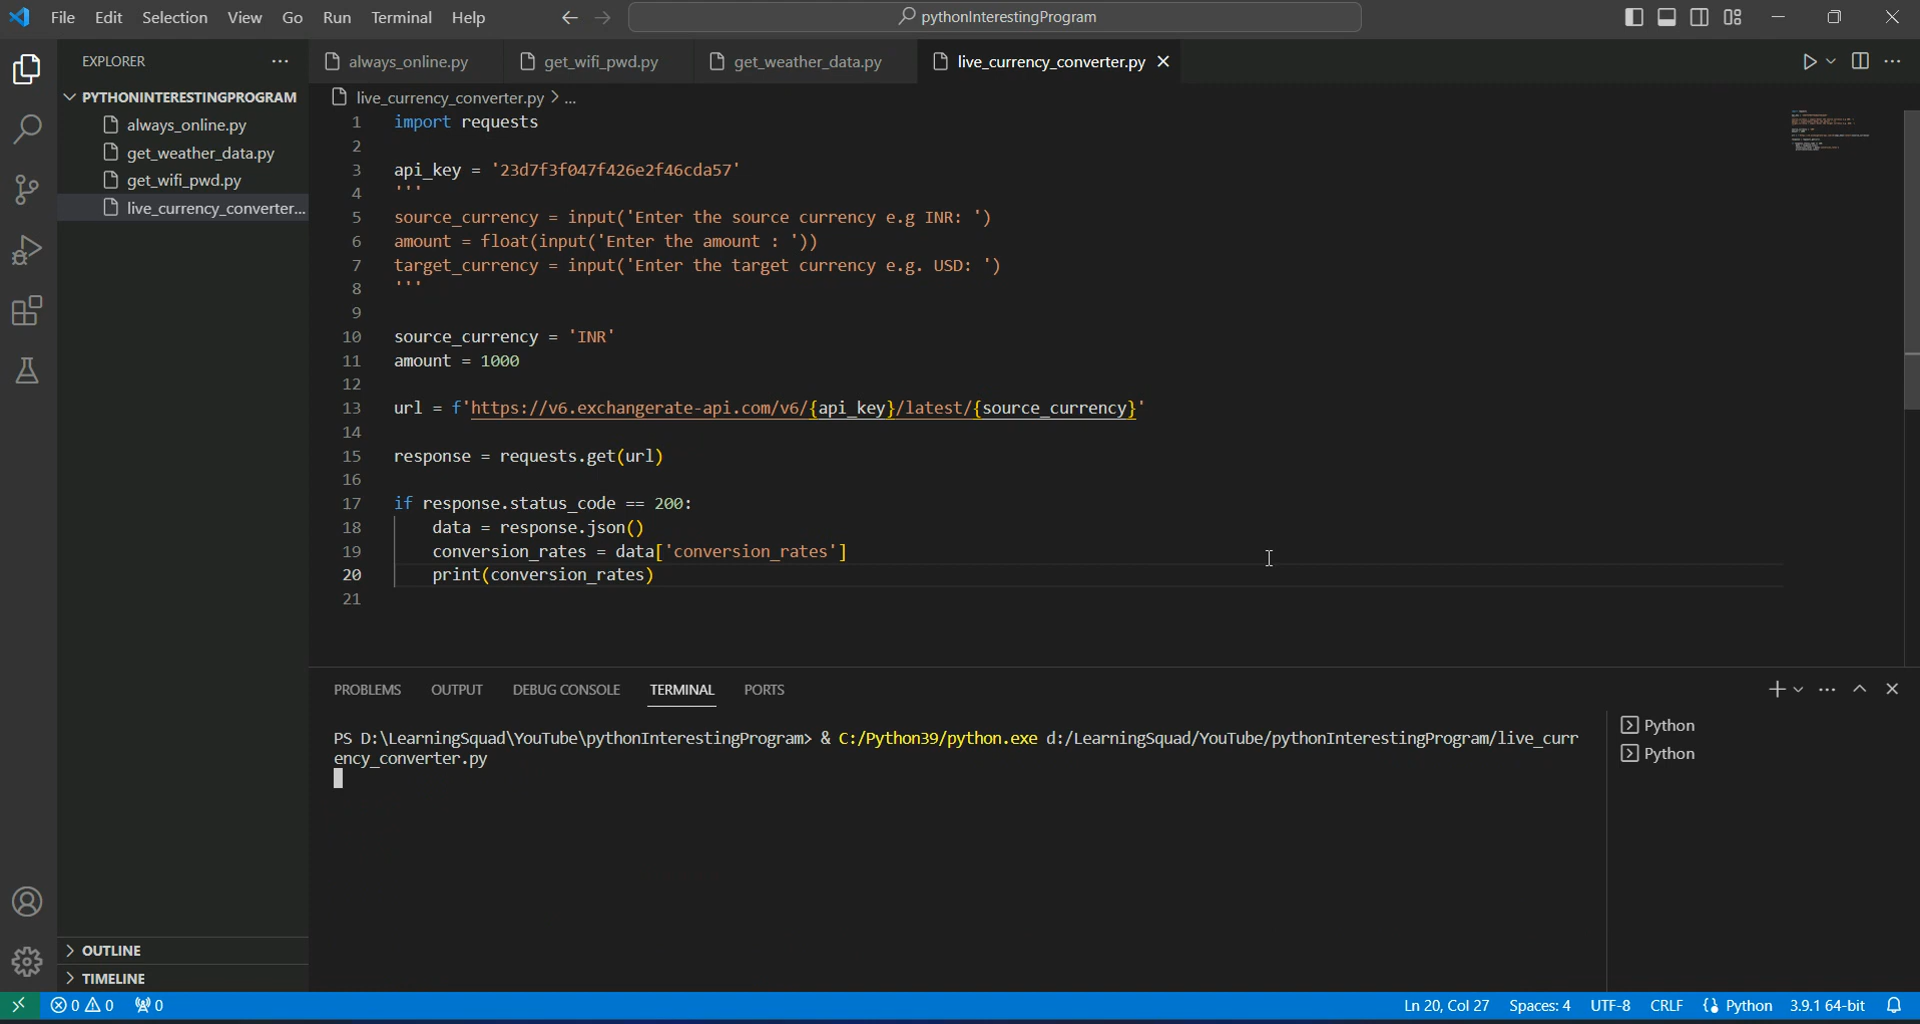 File Edit Selection View Go Run Terminal Help pythonInterestingProgram
EXPLORER
always_online.py get_wifi_pwd.py get_weather_data.py live_currency_converter.py
PYTHONINTERESTINGPROGRAM
always_online.py
get_weather_data.py
get_wifi_pwd.py
live_currency_converter...
live_currency_converter.py > ...
1 import requests
2
3 api_key = '23d7f3f047f426e2f46cda57'
4 '''
5 source_currency = input('Enter the source currency e.g INR: ')
6 amount = float(input('Enter the amount : '))
7 target_currency = input('Enter the target currency e.g. USD: ')
8 '''
9
10 source_currency = 'INR'
11 amount = 1000
12
13 url = f'https://v6.exchangerate-api.com/v6/{api_key}/latest/{source_currency}'
14
15 response = requests.get(url)
16
17 if response.status_code == 200:
18 data = response.json()
19 conversion_rates = data['conversion_rates']
20 print(conversion_rates)
21
PROBLEMS OUTPUT DEBUG CONSOLE TERMINAL PORTS
PS D:\LearningSquad\YouTube\pythonInterestingProgram> & C:/Python39/python.exe d:/LearningSquad/YouTube/pythonInterestingProgram/live_curr
ency_converter.py
Python
Python
OUTLINE
TIMELINE
0 0 0 Ln 20, Col 27 Spaces: 4 UTF-8 CRLF Python 3.9.1 64-bit